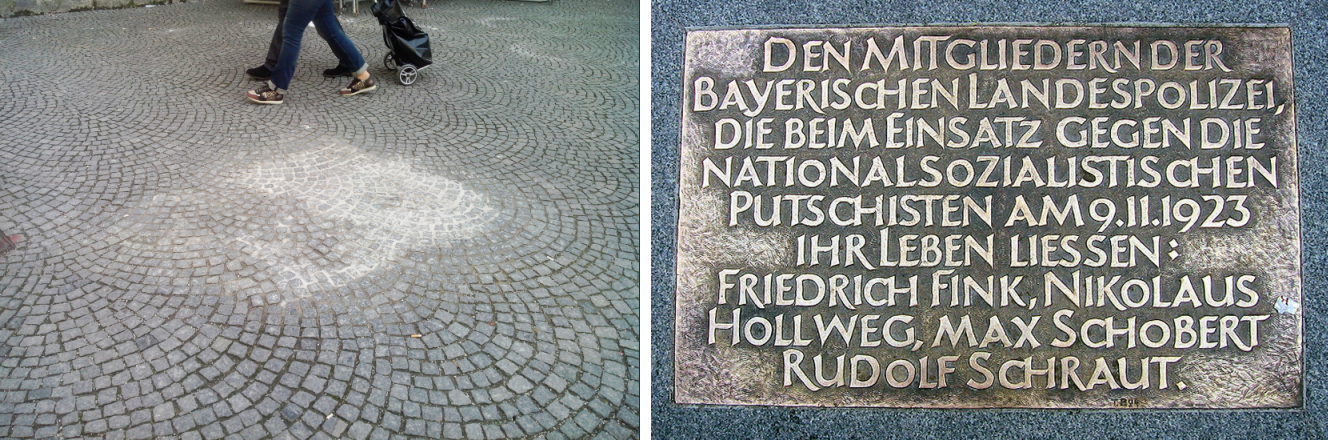 DEN MITGLIEDERN DER
BAYERISCHEN LANDESPOLIZEI,
DIE BEIM EINSATZ GEGEN DIE
NATIONALSOZIALISTISCHEN
PUTSCHISTEN AM 9.11.1923
IHR LEBEN LIESSEN:
FRIEDRICH FINK, NIKOLAUS
HOLLWEG, MAX SCHOBERT
RUDOLF SCHRAUT.